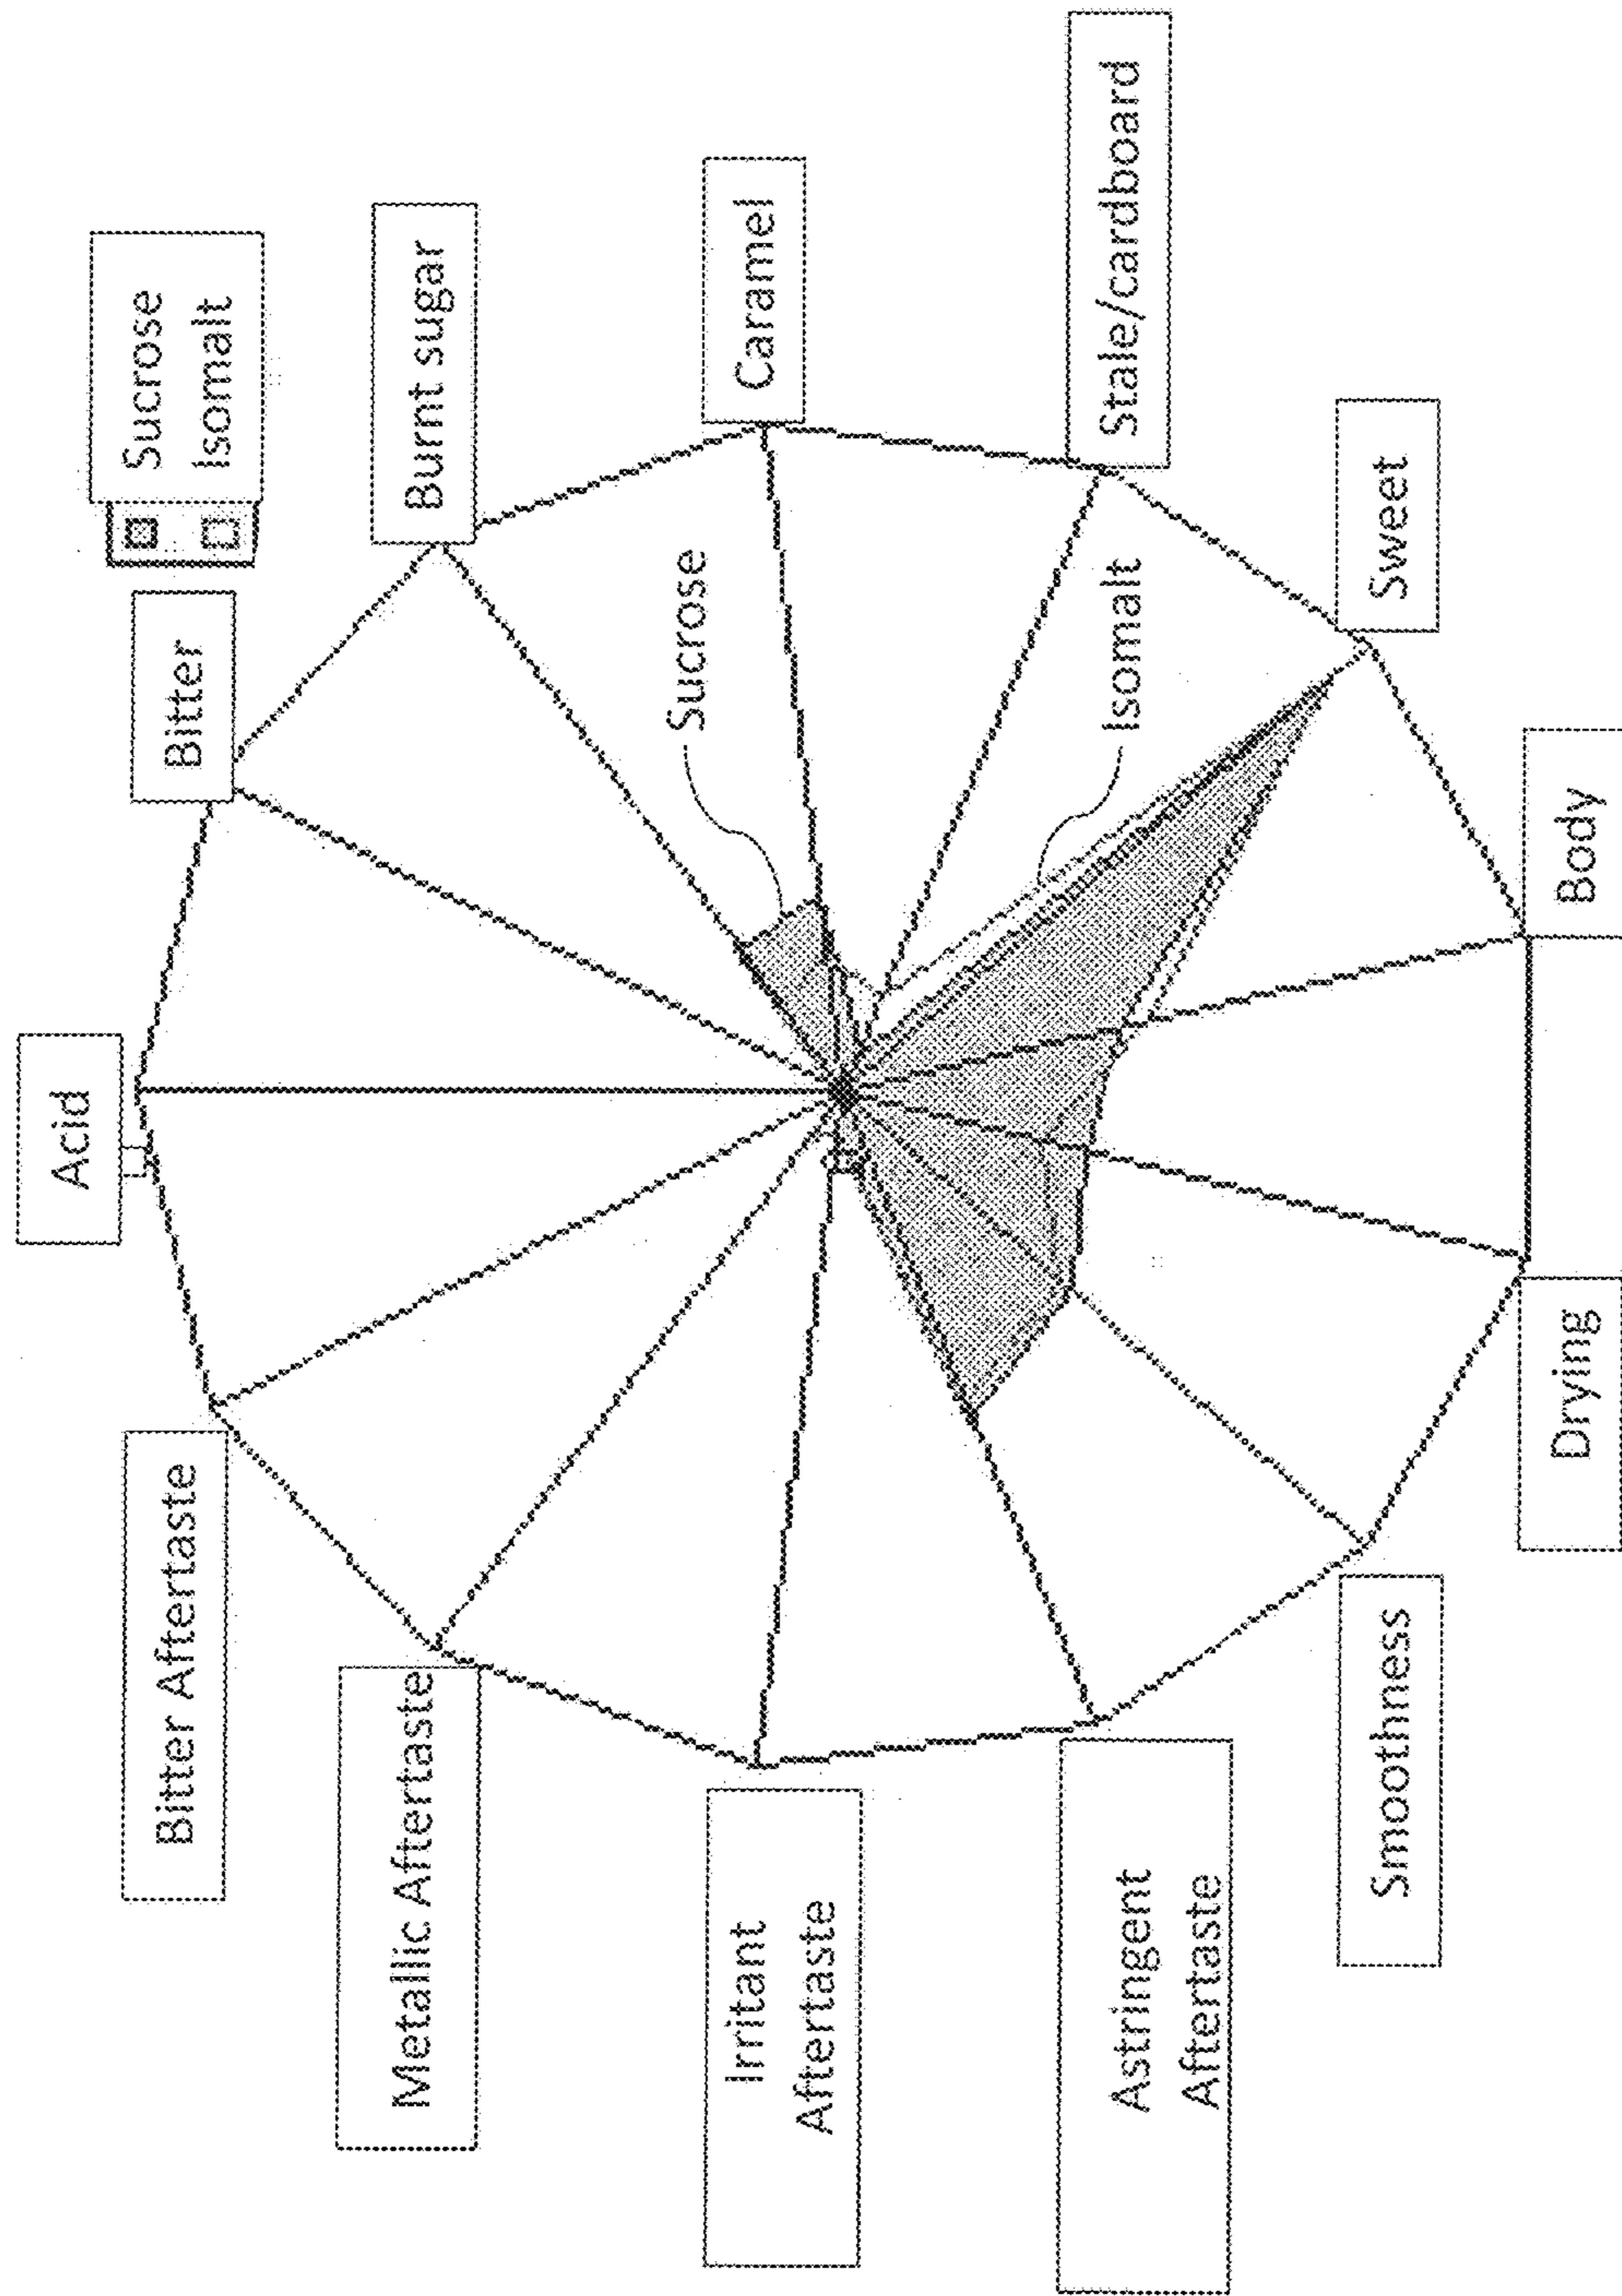 Acid
Bitter
Sucrose
Isomalt
Burnt sugar
Caramel
Stale/cardboard
Sweet
Body
Drying
Smoothness
Astringent
Aftertaste
Irritant
Aftertaste
Metallic Aftertaste
Bitter Aftertaste
Sucrose
Isomalt